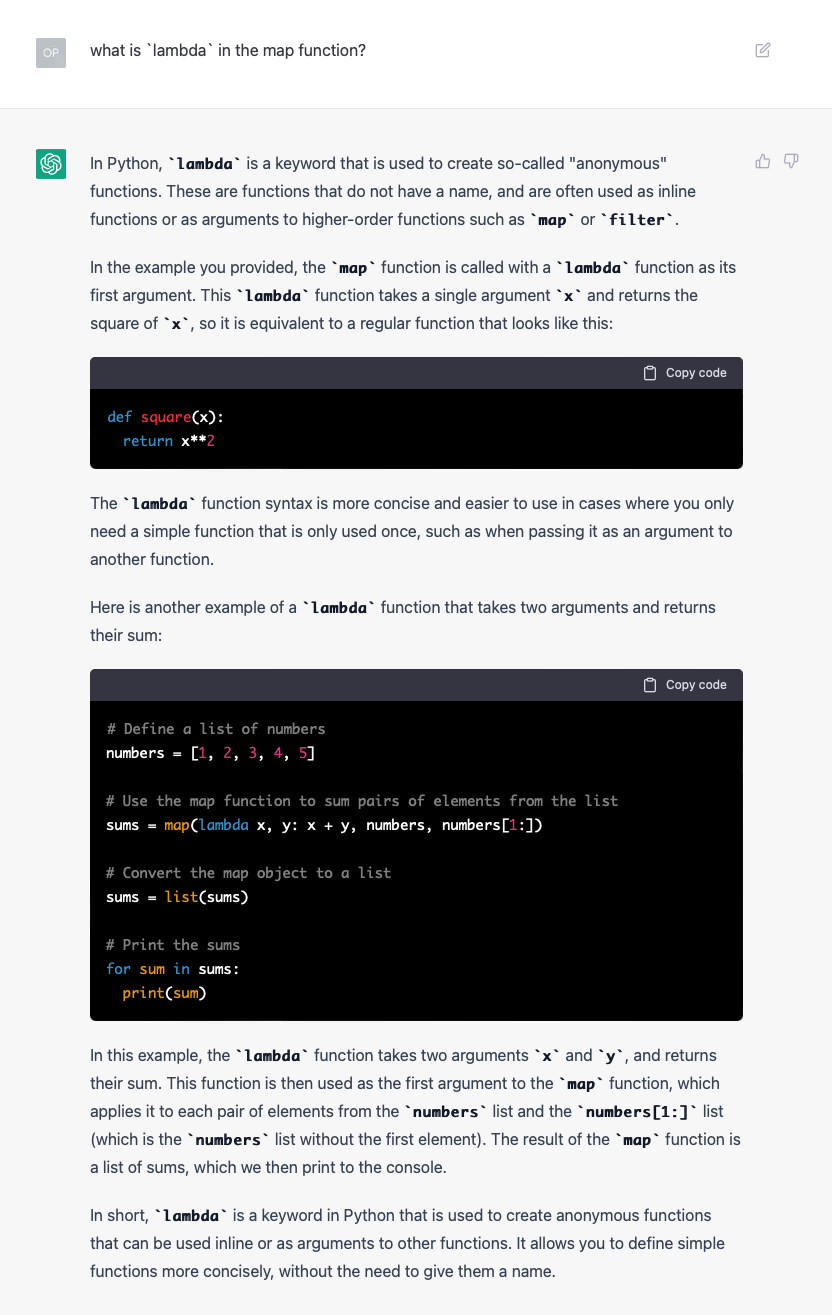 OP
what is `lambda` in the map function?
In Python, `lambda` is a keyword that is used to create so-called "anonymous"
functions. These are functions that do not have a name, and are often used as inline
functions or as arguments to higher-order functions such as `map` or `filter`.
In the example you provided, the `map` function is called with a `lambda` function as its
first argument. This `lambda` function takes a single argument `x` and returns the
square of `x`, so it is equivalent to a regular function that looks like this:
Copy code
def square(x):
  return x**2
The `lambda` function syntax is more concise and easier to use in cases where you only
need a simple function that is only used once, such as when passing it as an argument to
another function.
Here is another example of a `lambda` function that takes two arguments and returns
their sum:
Copy code
# Define a list of numbers
numbers = [1, 2, 3, 4, 5]
# Use the map function to sum pairs of elements from the list
sums = map(lambda x, y: x + y, numbers, numbers[1:])
# Convert the map object to a list
sums = list(sums)
# Print the sums
for sum in sums:
  print(sum)
In this example, the `lambda` function takes two arguments `x` and `y`, and returns
their sum. This function is then used as the first argument to the `map` function, which
applies it to each pair of elements from the `numbers` list and the `numbers[1:]` list
(which is the `numbers` list without the first element). The result of the `map` function is
a list of sums, which we then print to the console.
In short, `lambda` is a keyword in Python that is used to create anonymous functions
that can be used inline or as arguments to other functions. It allows you to define simple
functions more concisely, without the need to give them a name.